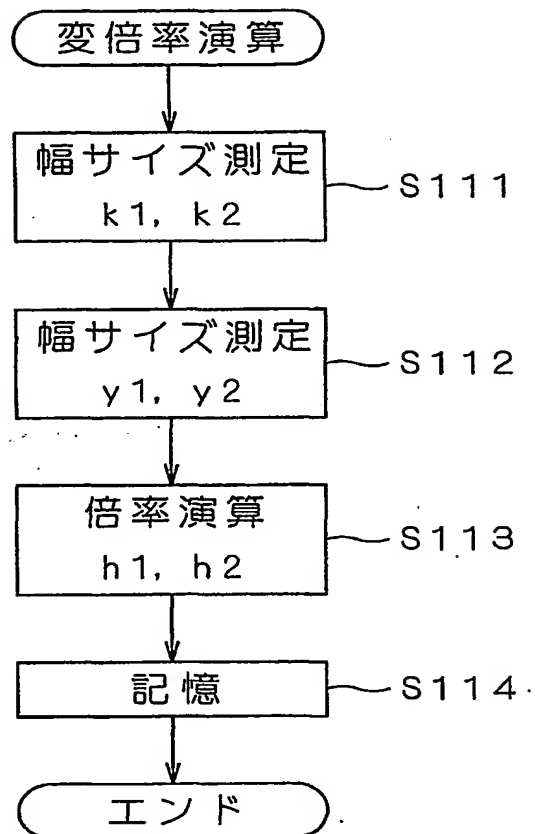 変倍率演算
幅サイズ測定
k1, k2
S111
幅サイズ測定
y1, y2
S112
倍率演算
h1, h2
S113
記憶
S114
エンド